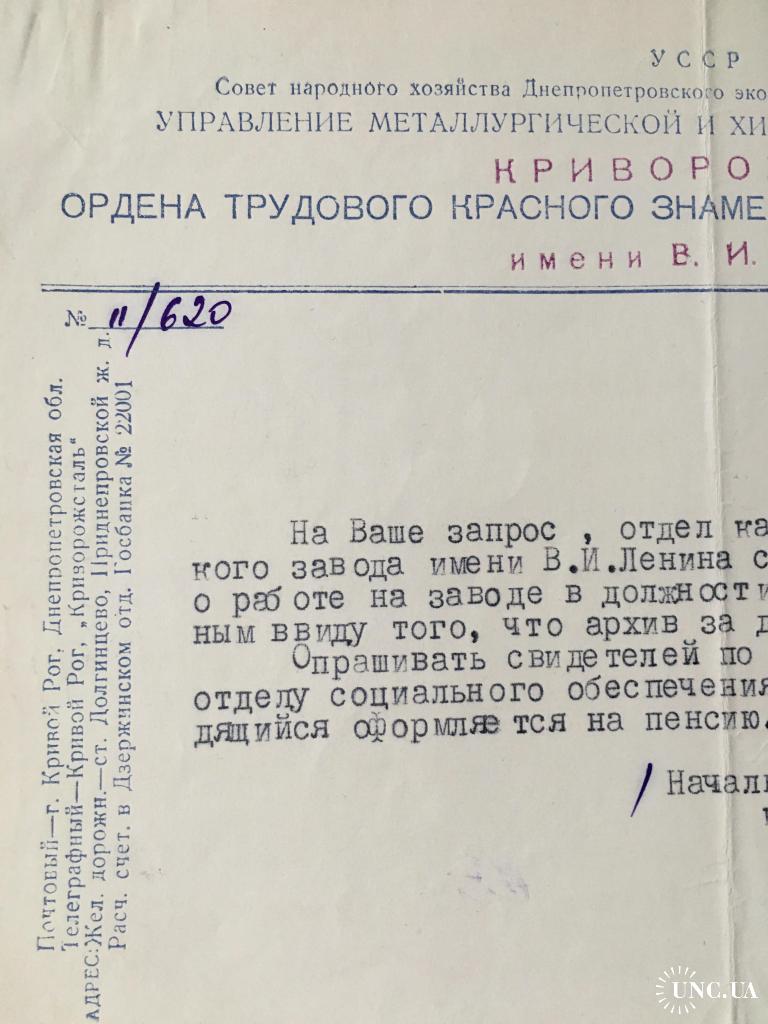 УССР
Совет народного хозяйства Днепропетровского эко
УПРАВЛЕНИЕ МЕТАЛЛУРГИЧЕСКОЙ И ХИ
КРИВОРО
ОРДЕНА ТРУДОВОГО КРАСНОГО ЗНАМЕ
имени В. И.
№ 11/620
Почтовый—г. Кривой Рог, Днепропетровская обл.
Телеграфный—Кривой Рог, „Криворожсталь"
АДРЕС: Жел. дорожн.—ст. Долгинцево, Приднепровской ж. д.
Расч. счет. в Дзержинском отд. Госбанка № 22001
На Ваше запрос , отдел ка
кого завода имени В.И.Ленина с
о работе на заводе в должности
ным ввиду того, что архив за д
Опрашивать свидетелей по
отделу социального обеспечения
дящийся оформляется на пенсию.
Началь
UNC.UA